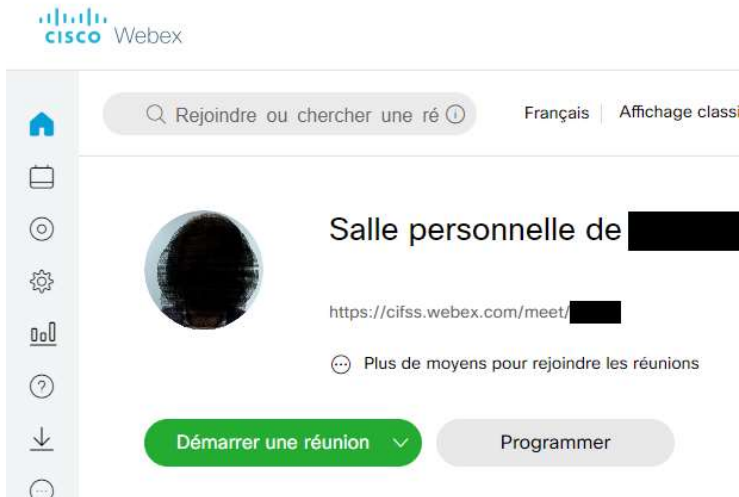 CISCO Webex
Rejoindre ou chercher une ré
Français
Affichage classi
Salle personnelle de
https://cifss.webex.com/meet/
Plus de moyens pour rejoindre les réunions
Démarrer une réunion
Programmer